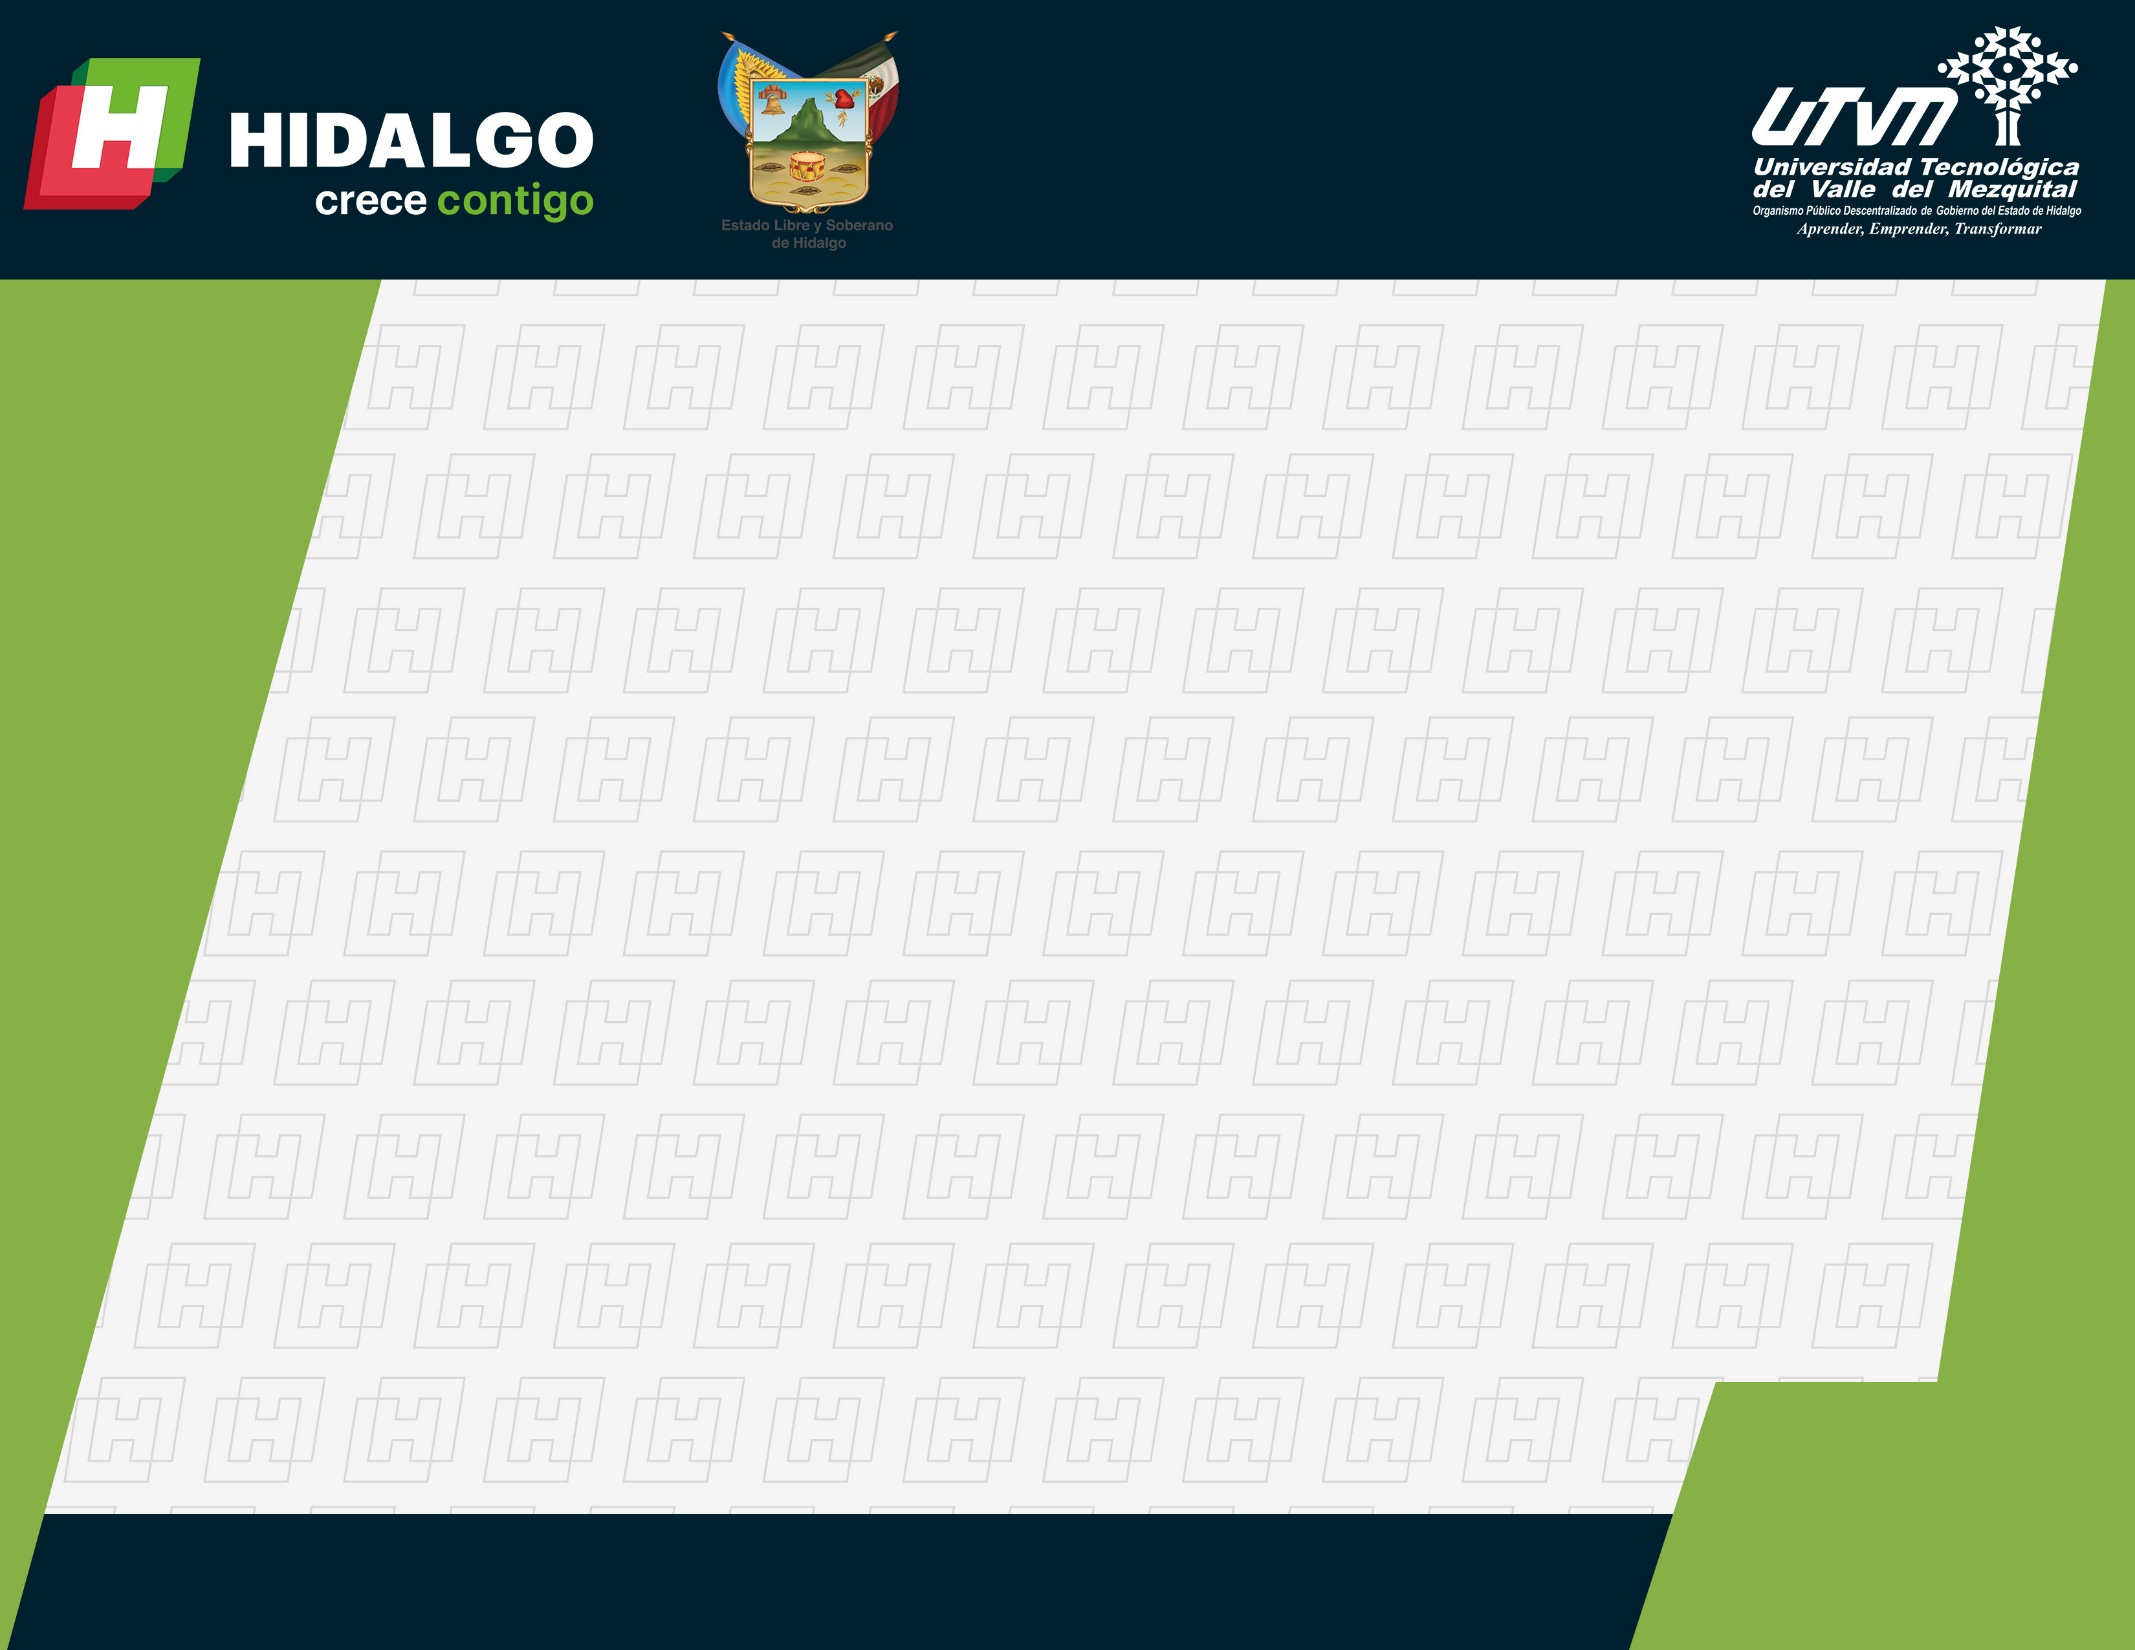 H HIDALGO
crece contigo
Estado Libre y Soberano
de Hidalgo
UTVM
Universidad Tecnológica
del Valle del Mezquital
Organismo Público Descentralizado de Gobierno del Estado de Hidalgo
Aprender, Emprender, Transformar